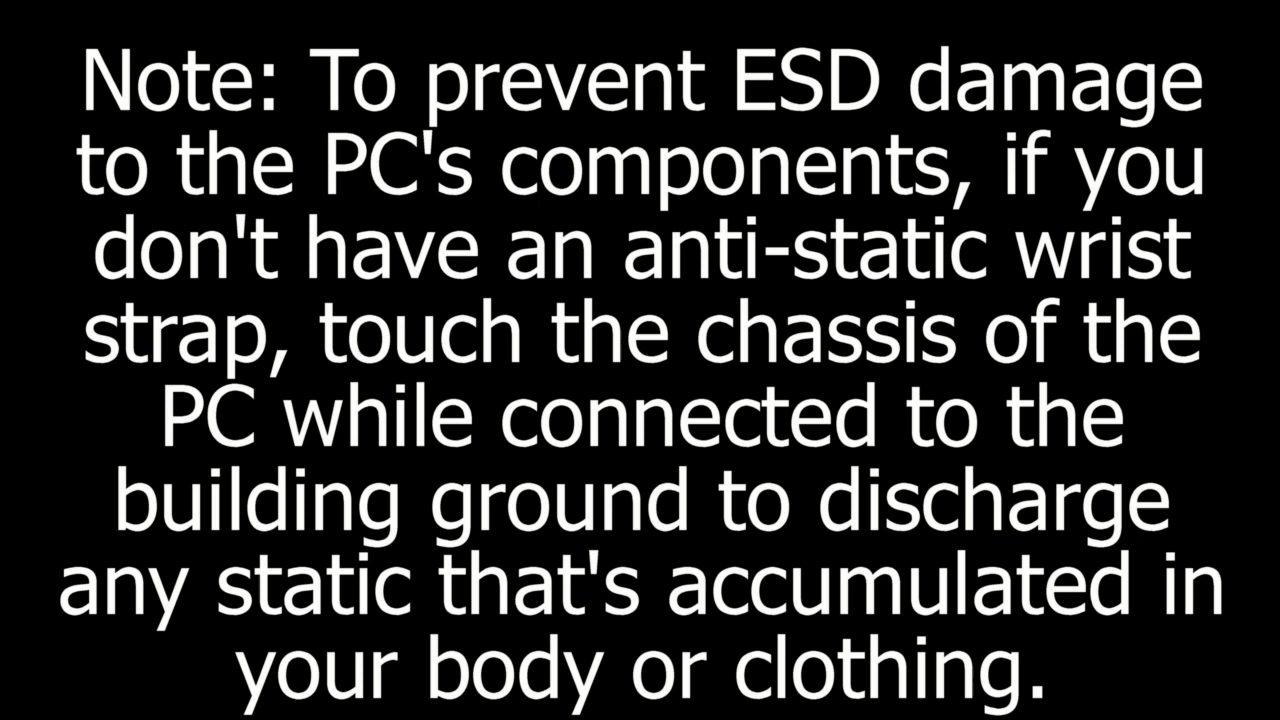 Note: To prevent ESD damage
to the PC's components, if you
don't have an anti-static wrist
strap, touch the chassis of the
PC while connected to the
building ground to discharge
any static that's accumulated in
your body or clothing.